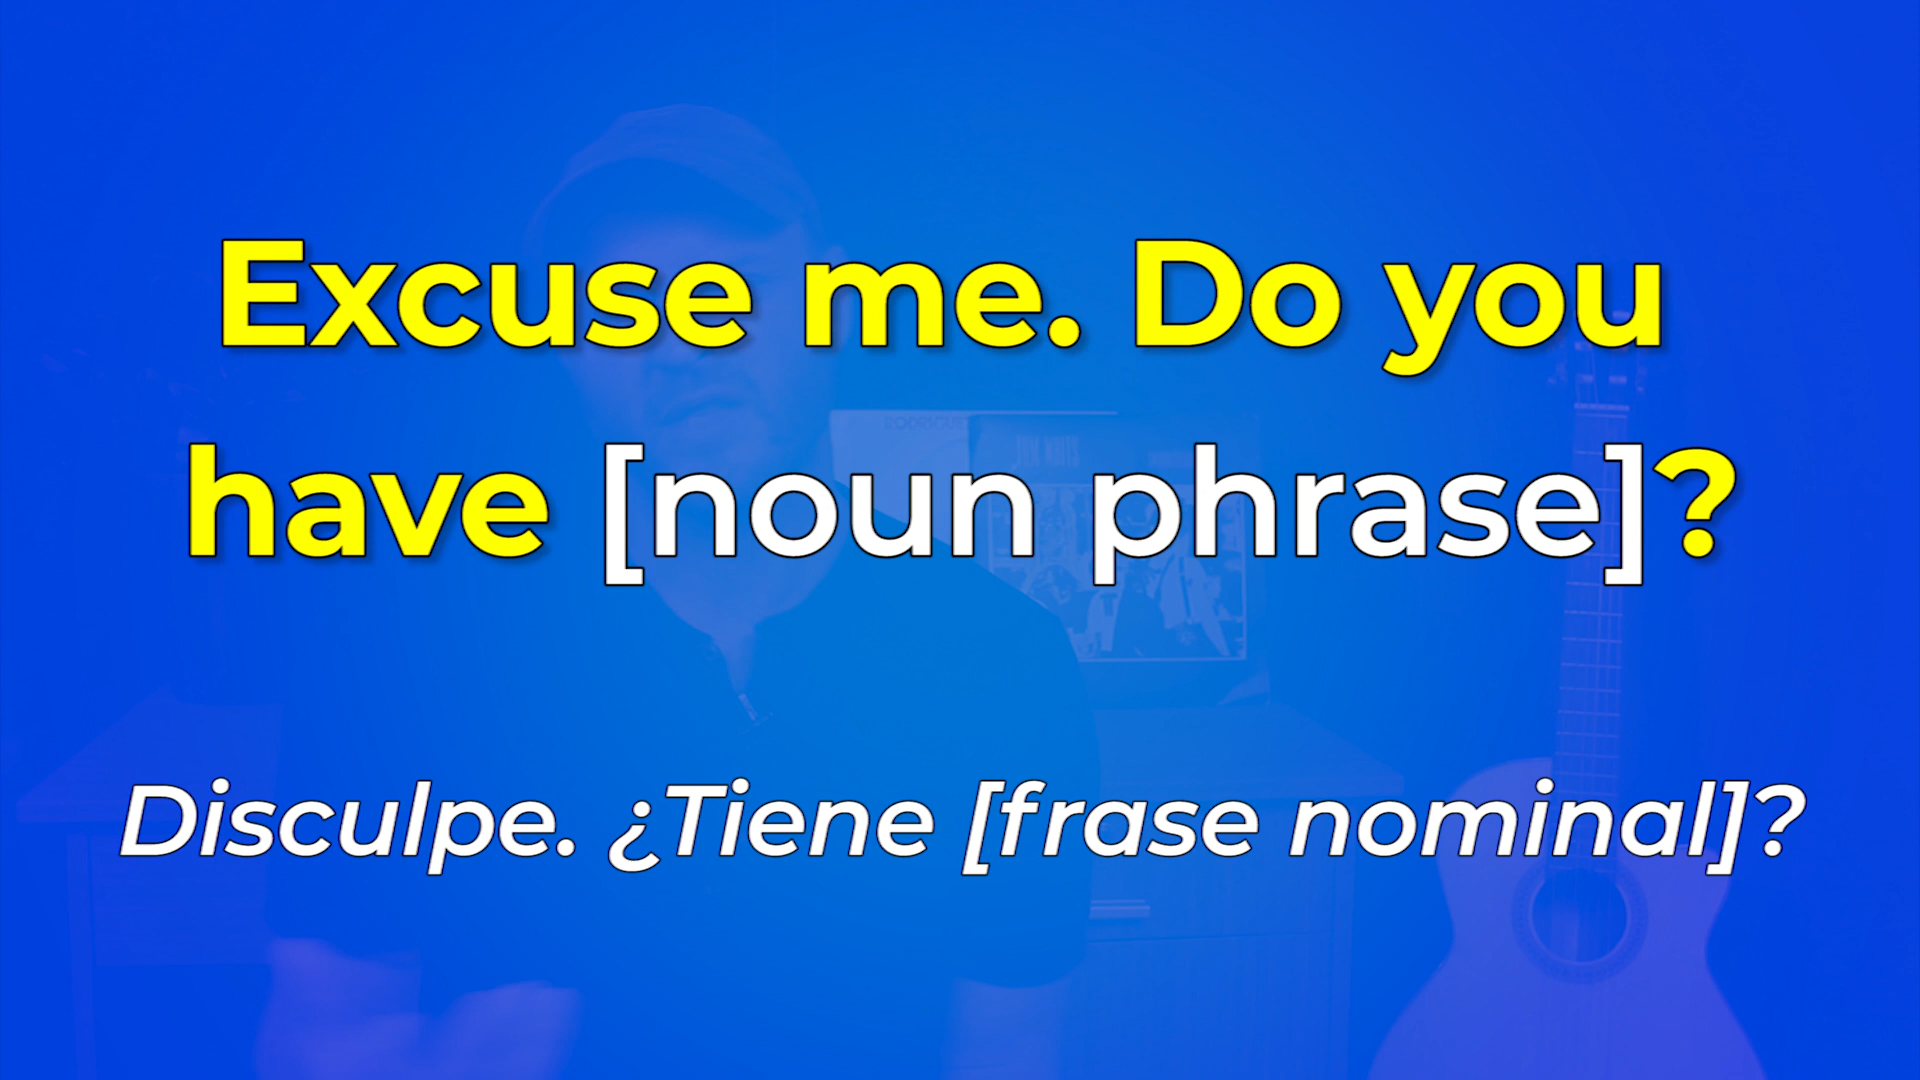 Excuse me. Do you
have [noun phrase]?
Disculpe. ¿Tiene [frase nominal]?